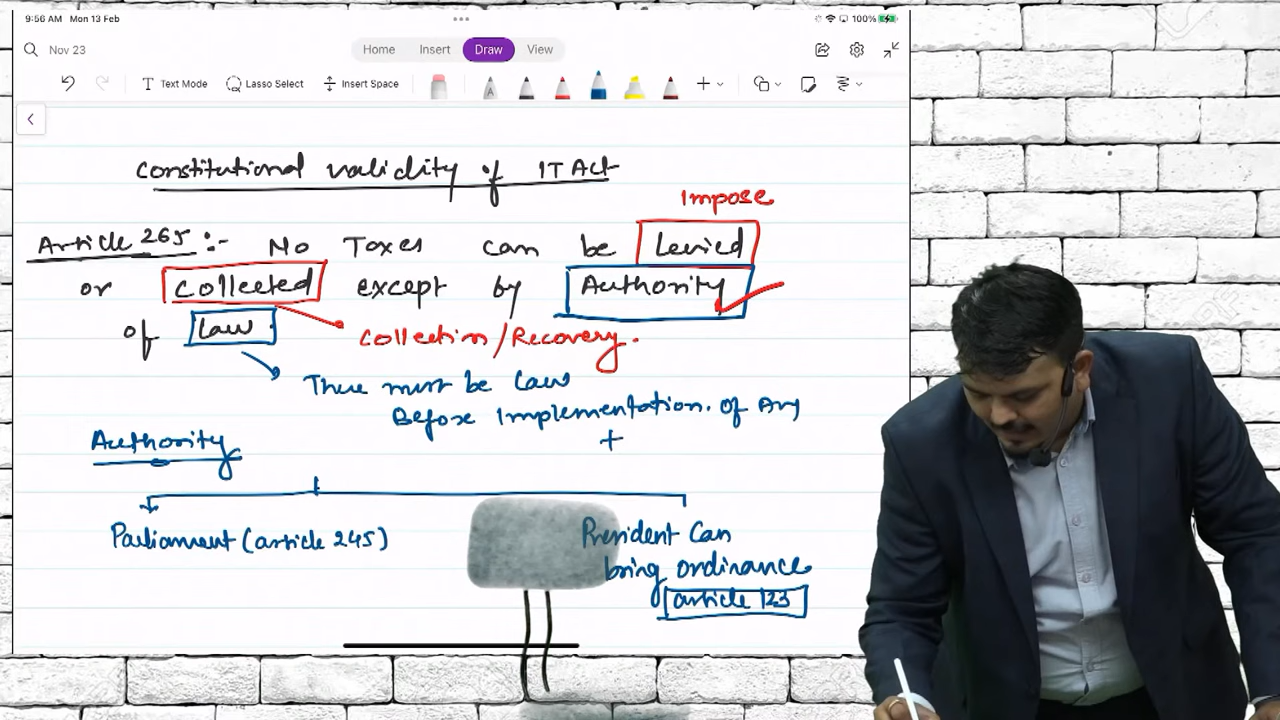 9:56 AM Mon 13 Feb
100%
Nov 23
Home Insert Draw View
Text Mode Lasso Select Insert Space
Constitutional validity of IT Act
Impose
Article 265 :- No Taxes can be Levied
or Collected except by Authority
of Law.
Collection/Recovery.
There must be Law
Before Implementation. of Any
+
Authority
Parliament (article 245)
President Can
bring ordinance
article 123